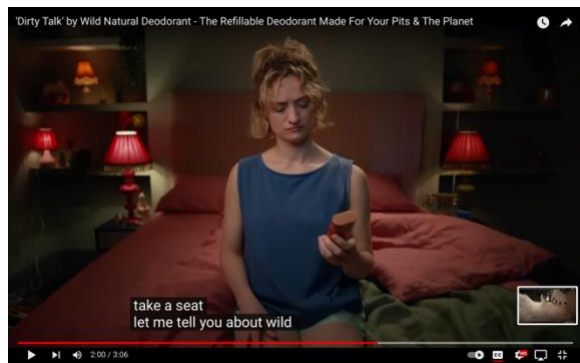 'Dirty Talk' by Wild Natural Deodorant - The Refillable Deodorant Made For Your Pits & The Planet
take a seat
let me tell you about wild
2:00 / 3:06